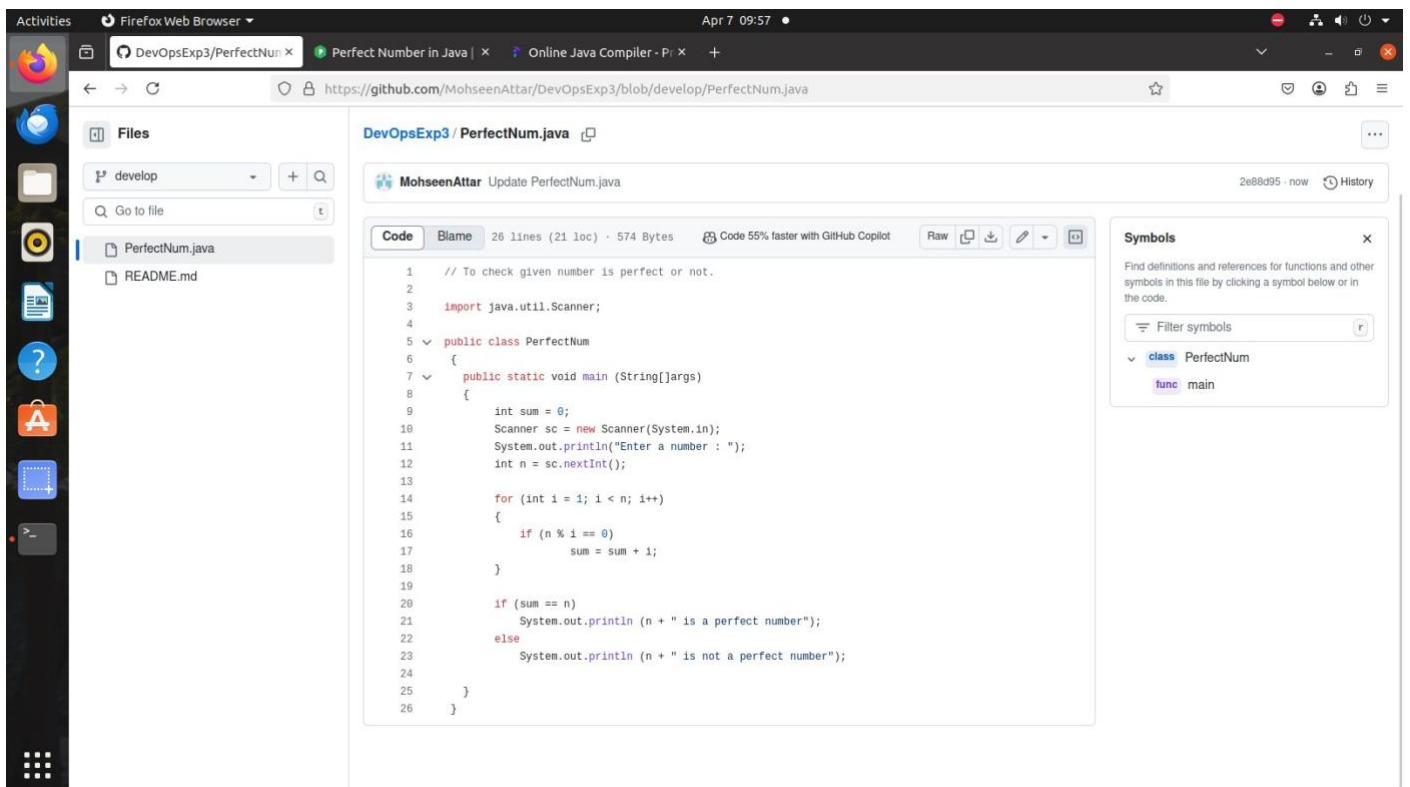 Activities
Firefox Web Browser
Apr 7 09:57
DevOpsExp3/PerfectNun
Perfect Number in Java |
Online Java Compiler - Pr
https://github.com/MohseenAttar/DevOpsExp3/blob/develop/PerfectNum.java
Files
develop
Go to file
t
PerfectNum.java
README.md
DevOpsExp3 / PerfectNum.java
MohseenAttar Update PerfectNum.java
2e88d95 · now
History
Code
Blame
26 lines (21 loc) · 574 Bytes
Code 55% faster with GitHub Copilot
Raw
1 // To check given number is perfect or not.
2
3 import java.util.Scanner;
4
5 public class PerfectNum
6 {
7 public static void main (String[]args)
8 {
9 int sum = 0;
10 Scanner sc = new Scanner(System.in);
11 System.out.println("Enter a number : ");
12 int n = sc.nextInt();
13
14 for (int i = 1; i < n; i++)
15 {
16 if (n % i == 0)
17 sum = sum + i;
18 }
19
20 if (sum == n)
21 System.out.println (n + " is a perfect number");
22 else
23 System.out.println (n + " is not a perfect number");
24
25 }
26 }
Symbols
Find definitions and references for functions and other
symbols in this file by clicking a symbol below or in
the code.
Filter symbols
r
class PerfectNum
func main